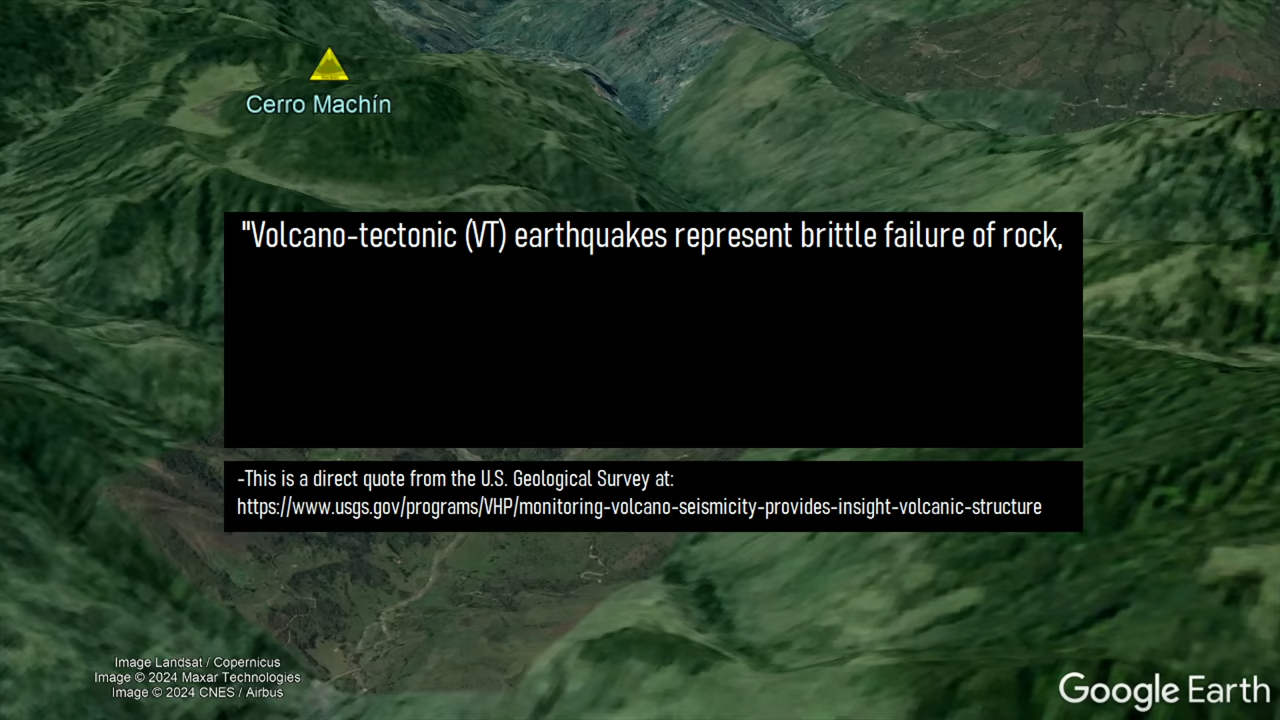 Cerro Machín
"Volcano-tectonic (VT) earthquakes represent brittle failure of rock,
-This is a direct quote from the U.S. Geological Survey at:
https://www.usgs.gov/programs/VHP/monitoring-volcano-seismicity-provides-insight-volcanic-structure
Image Landsat / Copernicus
Image © 2024 Maxar Technologies
Image © 2024 CNES / Airbus
Google Earth